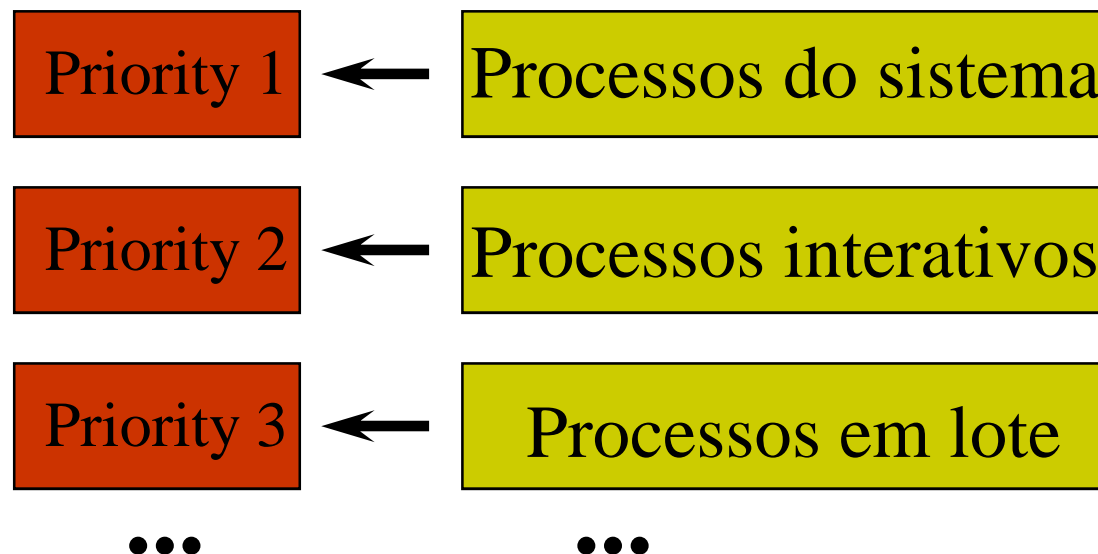 Priority 1 Processos do sistema
Priority 2 Processos interativos
Priority 3 Processos em lote
... ...